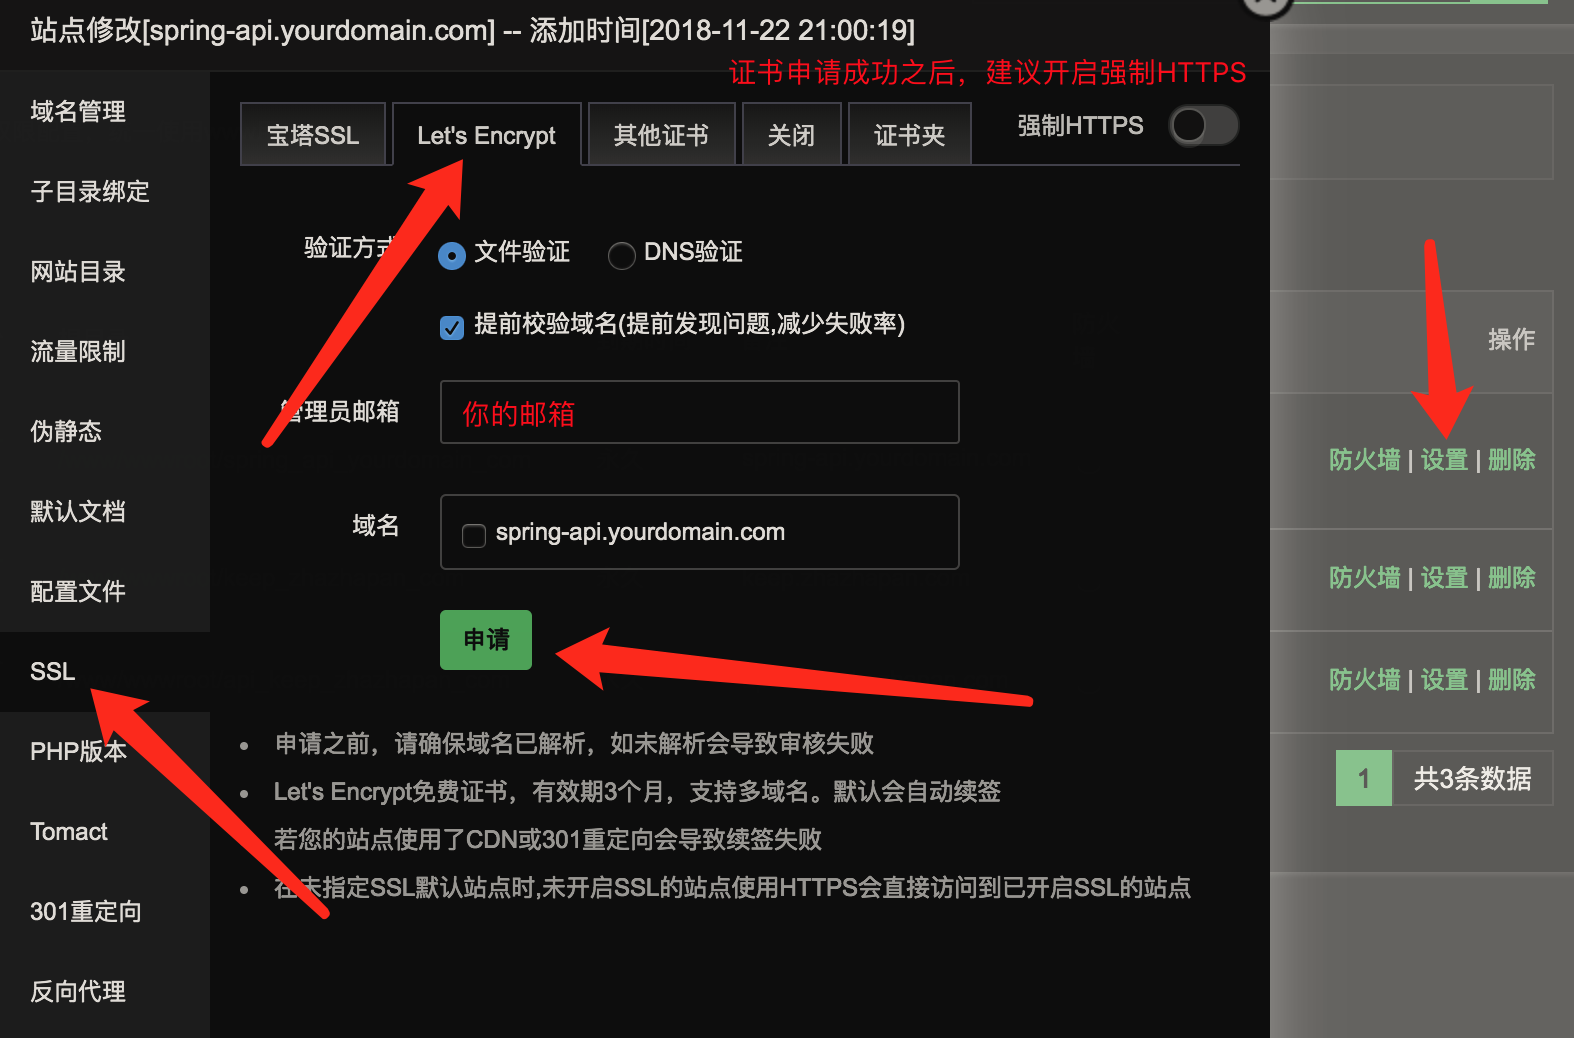 站点修改[spring-api.yourdomain.com] -- 添加时间[2018-11-22 21:00:19]
证书申请成功之后，建议开启强制HTTPS
域名管理
子目录绑定
网站目录
流量限制
伪静态
默认文档
配置文件
SSL
PHP版本
Tomact
301重定向
反向代理
宝塔SSL
Let's Encrypt
其他证书
关闭
证书夹
强制HTTPS
验证方式
文件验证
DNS验证
提前校验域名(提前发现问题,减少失败率)
管理员邮箱
你的邮箱
域名
spring-api.yourdomain.com
申请
申请之前，请确保域名已解析，如未解析会导致审核失败
Let's Encrypt免费证书，有效期3个月，支持多域名。默认会自动续签
若您的站点使用了CDN或301重定向会导致续签失败
在未指定SSL默认站点时,未开启SSL的站点使用HTTPS会直接访问到已开启SSL的站点
操作
防火墙 | 设置 | 删除
防火墙 | 设置 | 删除
防火墙 | 设置 | 删除
1
共3条数据